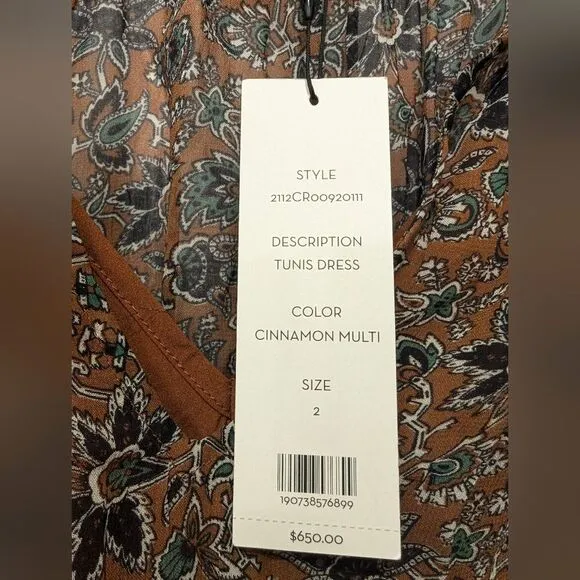 STYLE
2112CR00920111
DESCRIPTION
TUNIS DRESS
COLOR
CINNAMON MULTI
SIZE
2
190738576899
$650.00